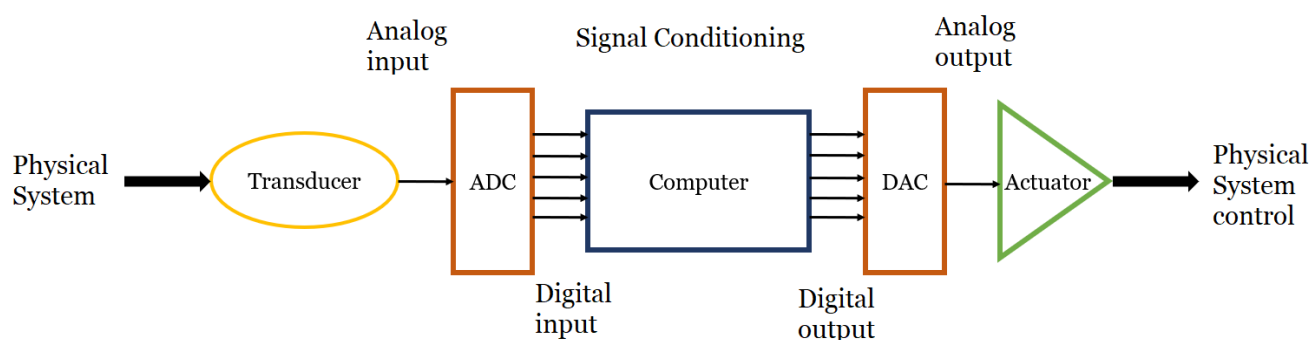 Analog
input
Signal Conditioning
Analog
output
Physical
System
Transducer
ADC
Computer
DAC
Actuator
Physical
System
control
Digital
input
Digital
output